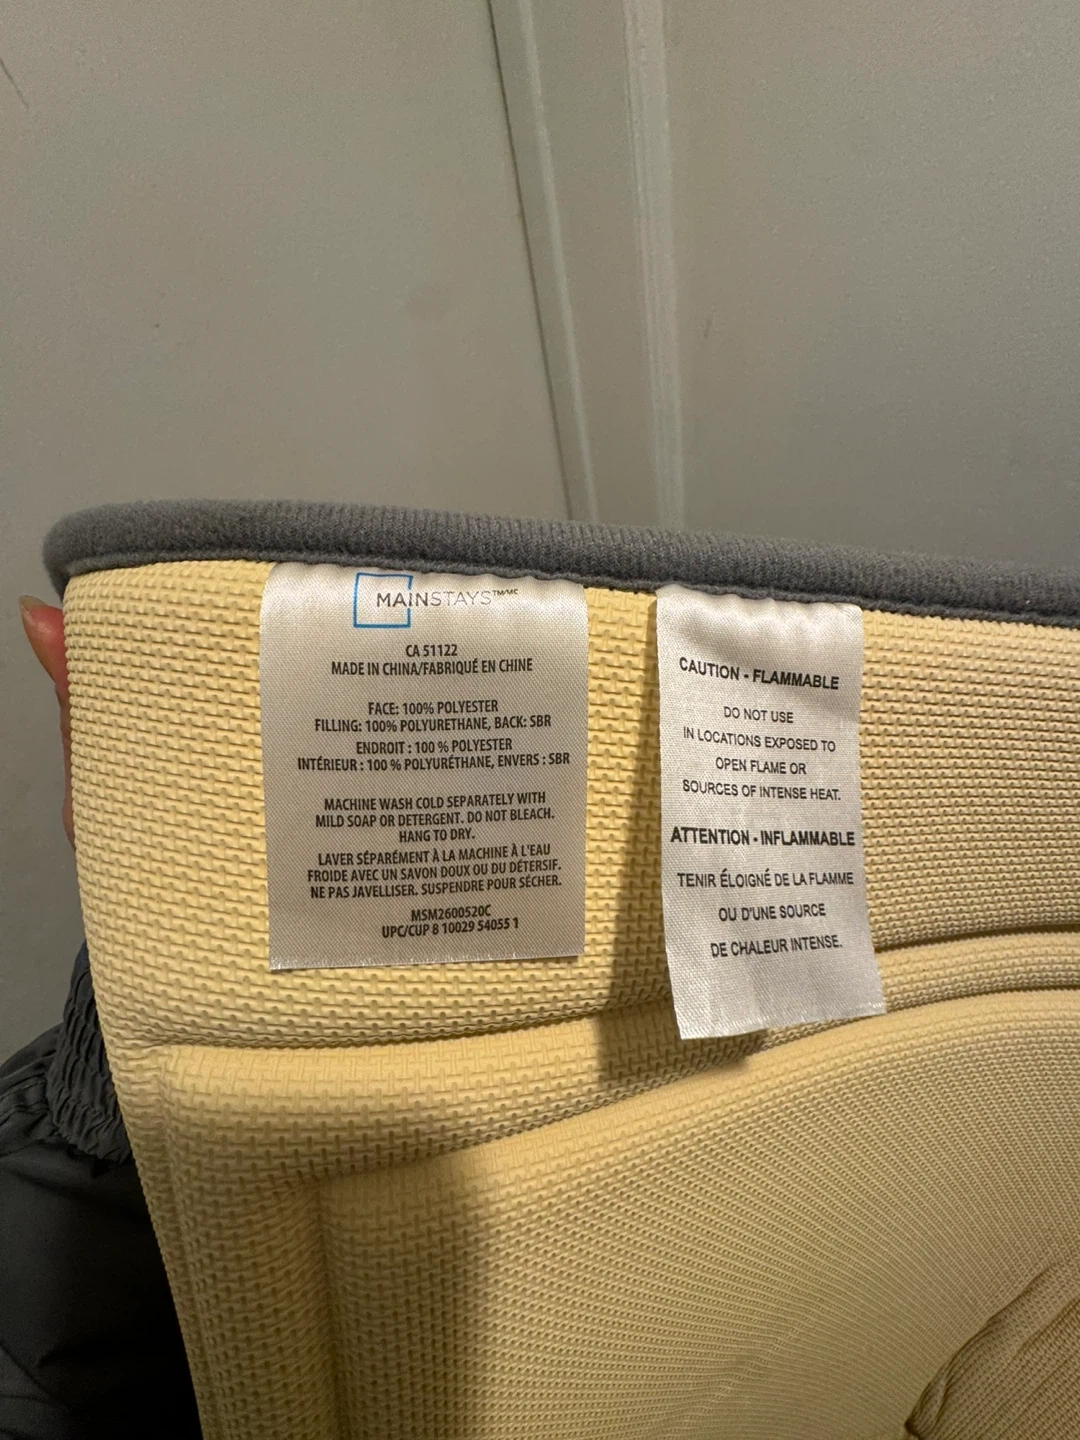 MAINSTAYS™/MC
CA 51122
MADE IN CHINA/FABRIQUÉ EN CHINE
FACE: 100% POLYESTER
FILLING: 100% POLYURETHANE, BACK: SBR
ENDROIT : 100 % POLYESTER
INTÉRIEUR : 100 % POLYURÉTHANE, ENVERS : SBR
MACHINE WASH COLD SEPARATELY WITH
MILD SOAP OR DETERGENT. DO NOT BLEACH.
HANG TO DRY.
LAVER SÉPARÉMENT À LA MACHINE À L'EAU
FROIDE AVEC UN SAVON DOUX OU DU DÉTERSIF.
NE PAS JAVELLISER. SUSPENDRE POUR SÉCHER.
MSM2600520C
UPC/CUP 8 10029 54055 1
CAUTION - FLAMMABLE
DO NOT USE
IN LOCATIONS EXPOSED TO
OPEN FLAME OR
SOURCES OF INTENSE HEAT.
ATTENTION - INFLAMMABLE
TENIR ÉLOIGNÉ DE LA FLAMME
OU D'UNE SOURCE
DE CHALEUR INTENSE.